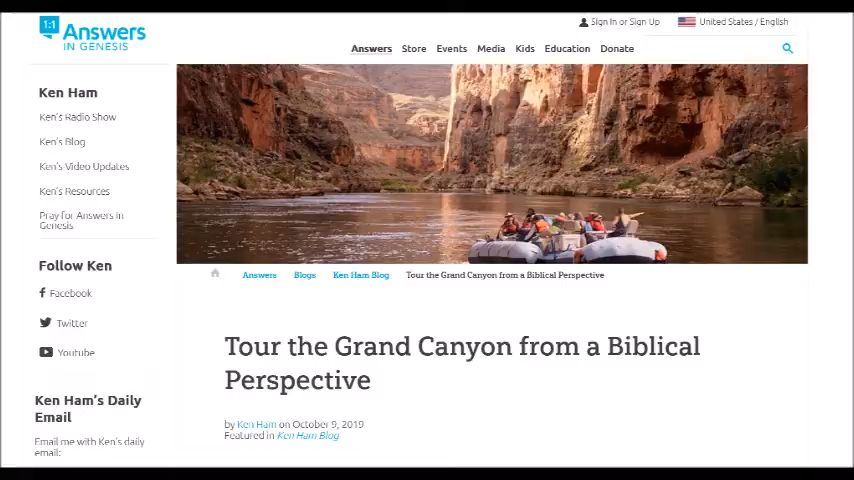 1:1
Answers
IN GENESIS
Sign In or Sign Up
United States / English
Answers Store Events Media Kids Education Donate
Ken Ham
Ken's Radio Show
Ken's Blog
Ken's Video Updates
Ken's Resources
Pray for Answers in
Genesis
Follow Ken
Facebook
Twitter
Youtube
Ken Ham's Daily
Email
Email me with Ken's daily
email:
Answers Blogs Ken Ham Blog Tour the Grand Canyon from a Biblical Perspective
Tour the Grand Canyon from a Biblical
Perspective
by Ken Ham on October 9, 2019
Featured in Ken Ham Blog